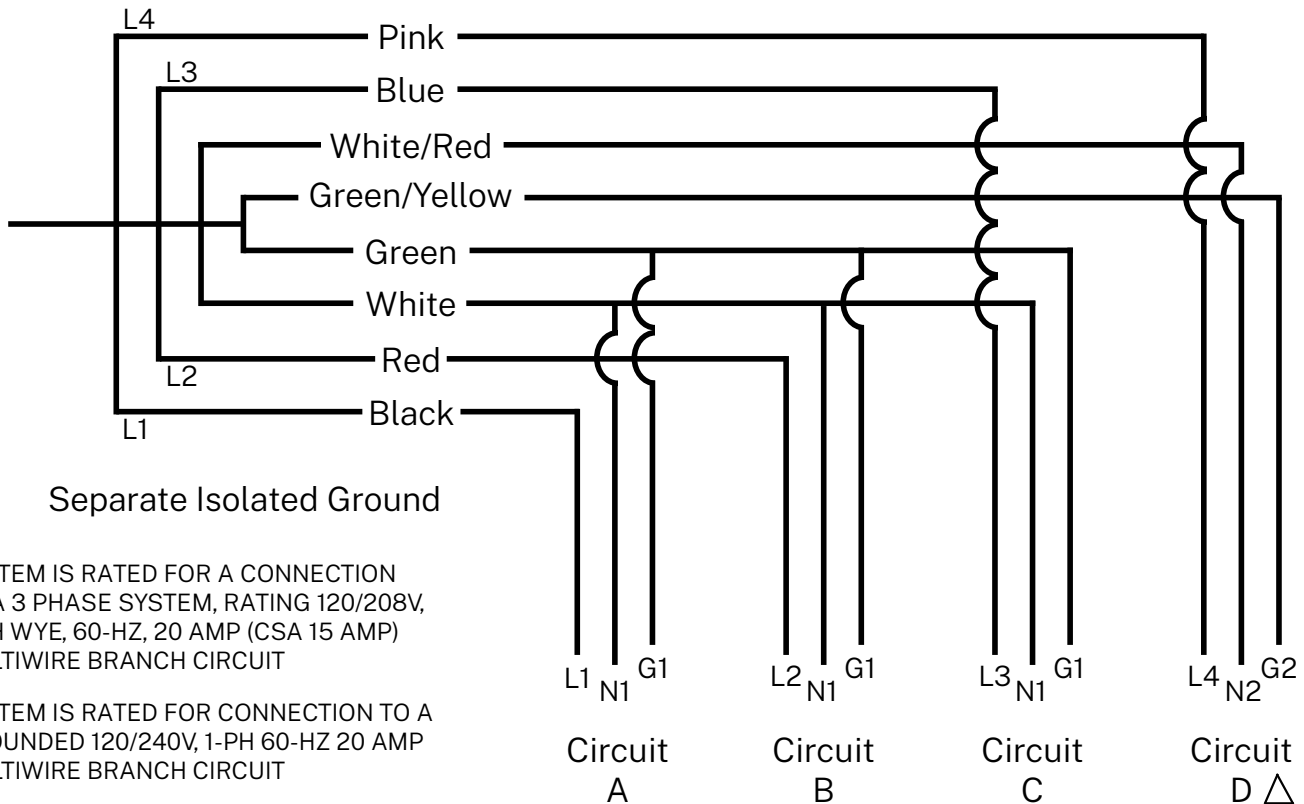 L4
Pink
L3
Blue
White/Red
Green/Yellow
Green
White
Red
L2
Black
L1
Separate Isolated Ground
TEM IS RATED FOR A CONNECTION
A 3 PHASE SYSTEM, RATING 120/208V,
H WYE, 60-HZ, 20 AMP (CSA 15 AMP)
LTIWIRE BRANCH CIRCUIT
TEM IS RATED FOR CONNECTION TO A
OUNDED 120/240V, 1-PH 60-HZ 20 AMP
LTIWIRE BRANCH CIRCUIT
L1 N1 G1
L2 N1 G1
L3 N1 G1
L4 N2 G2
Circuit
A
Circuit
B
Circuit
C
Circuit
D △